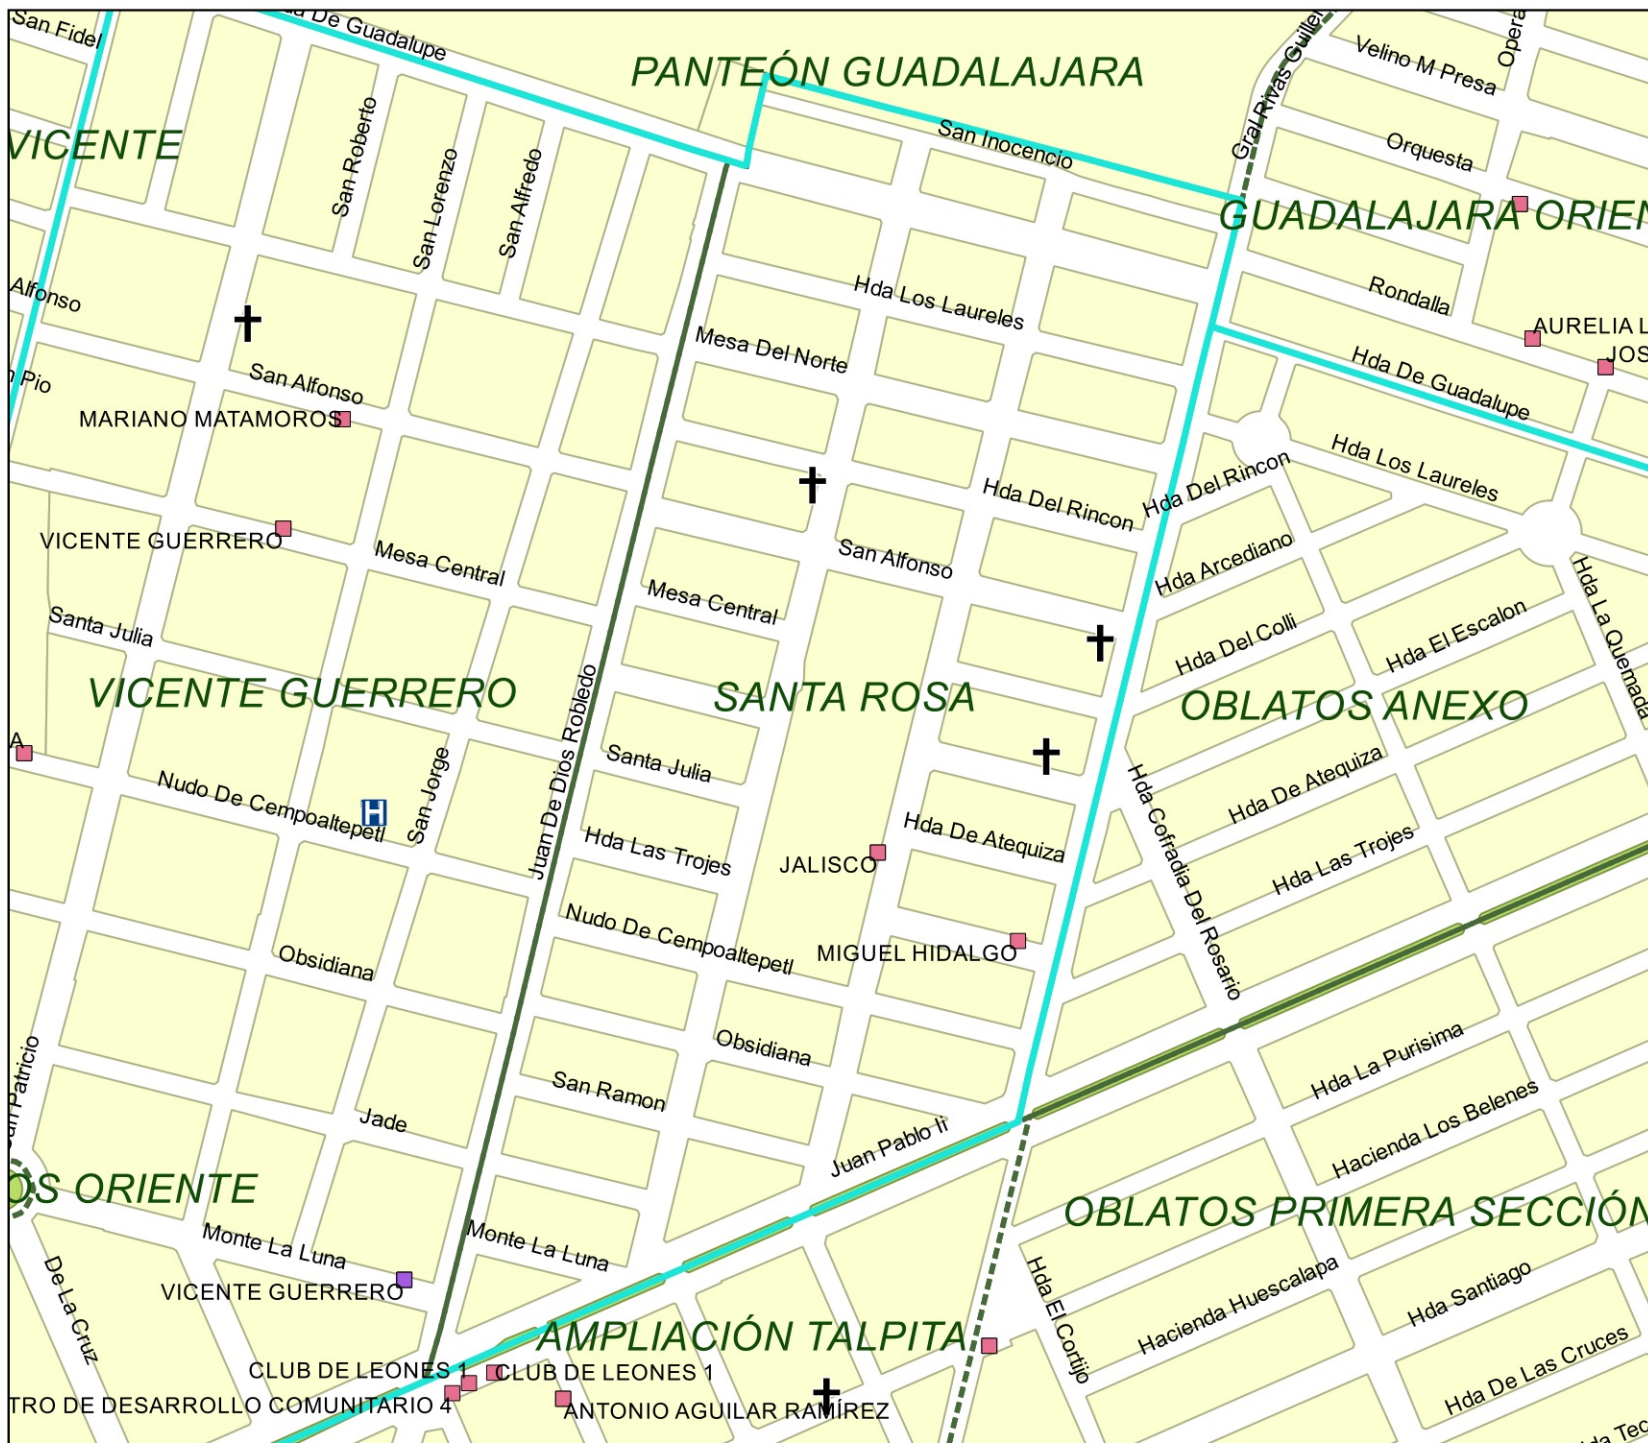 San Fidel
De Guadalupe
PANTEÓN GUADALAJARA
Gral Rivas Guillen
Velino M Presa
Opera
VICENTE
San Roberto
San Lorenzo
San Alfredo
San Inocencio
Orquesta
GUADALAJARA ORIEN
Alfonso
Hda Los Laureles
Rondalla
AURELIA L
JOS
Mesa Del Norte
Hda De Guadalupe
Pio
San Alfonso
MARIANO MATAMOROS
Hda Los Laureles
Hda Del Rincon
Hda Del Rincon
VICENTE GUERRERO
Mesa Central
San Alfonso
Hda Arcediano
Mesa Central
Santa Julia
Hda Del Colli
Hda El Escalon
Hda La Quemada
VICENTE GUERRERO
SANTA ROSA
OBLATOS ANEXO
A
Juan De Dios Robledo
Santa Julia
San Jorge
Nudo De Cempoaltepetl
H
Hda De Atequiza
Hda Las Trojes
Hda De Atequiza
JALISCO
Hda Cofradia Del Rosario
Hda Las Trojes
Nudo De Cempoaltepetl
MIGUEL HIDALGO
Obsidiana
Obsidiana
Patricio
San Ramon
Hda La Purisima
Jade
Juan Pablo Ii
Hacienda Los Belenes
OS ORIENTE
OBLATOS PRIMERA SECCIÓN
Monte La Luna
Monte La Luna
De La Cruz
VICENTE GUERRERO
Hda El Cortijo
Hacienda Huescalapa
Hda Santiago
AMPLIACIÓN TALPITA
CLUB DE LEONES 1
CLUB DE LEONES 1
Hda De Las Cruces
TRO DE DESARROLLO COMUNITARIO 4
ANTONIO AGUILAR RAMÍREZ